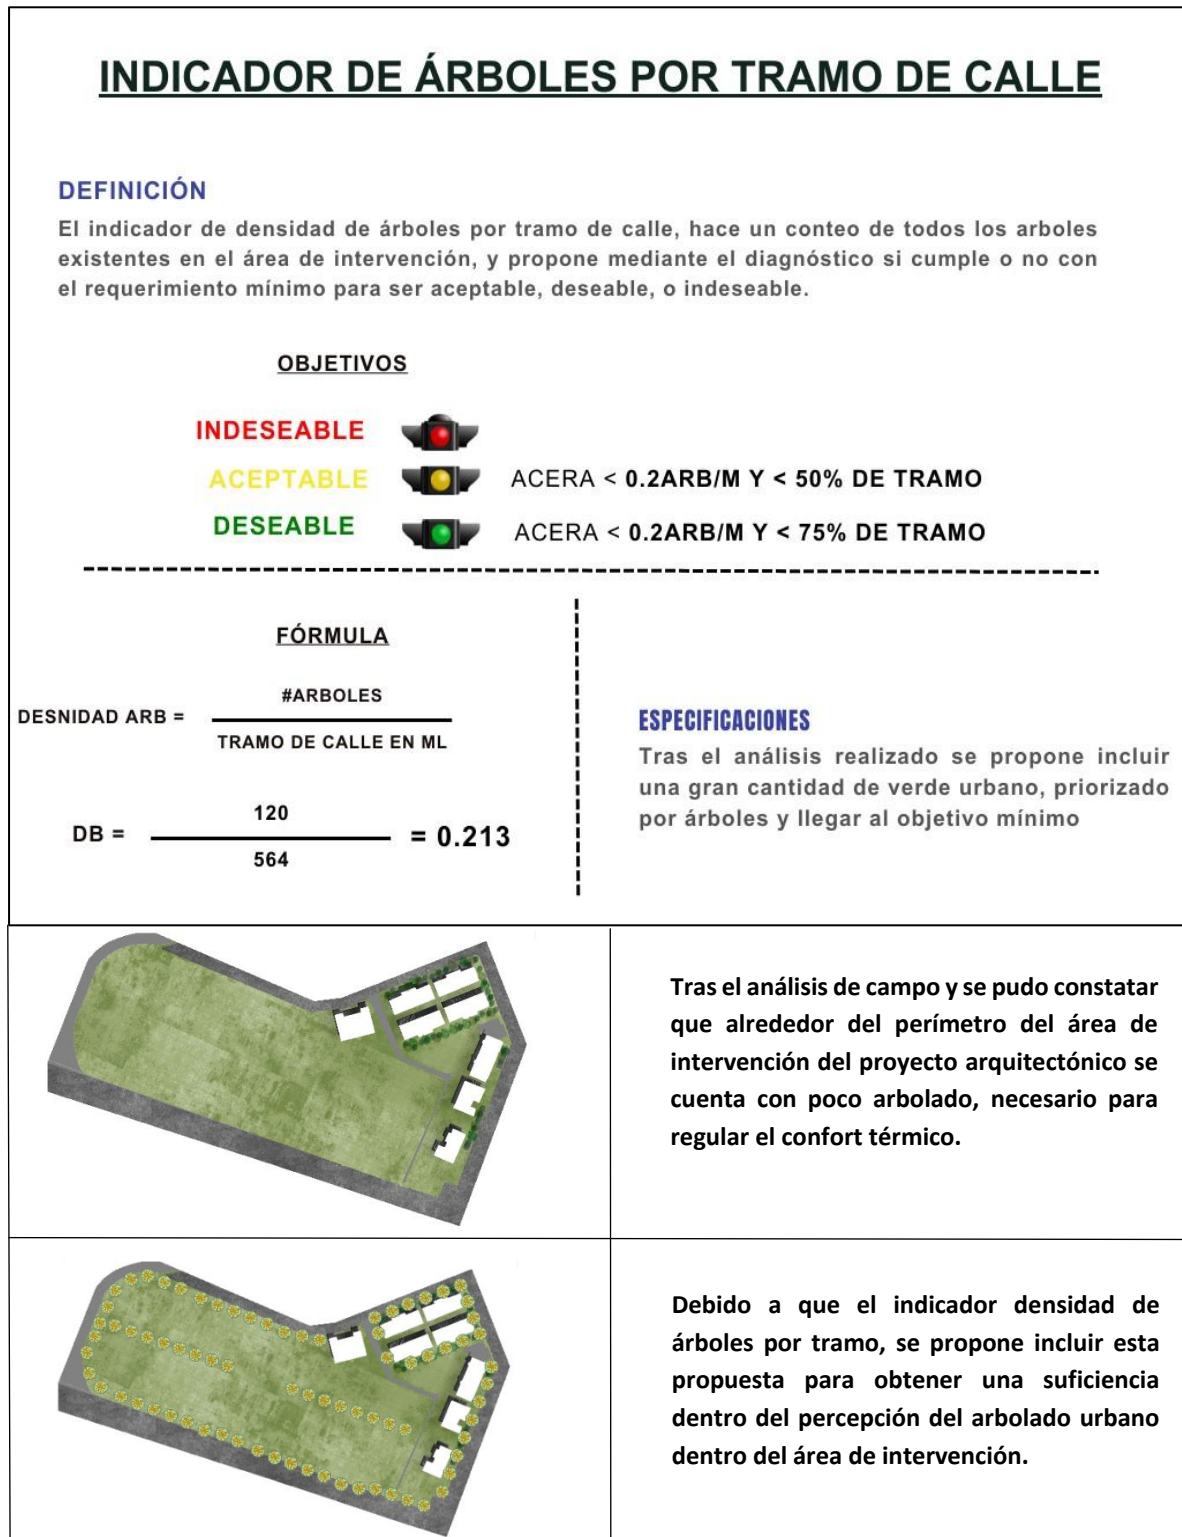 INDICADOR DE ÁRBOLES POR TRAMO DE CALLE
DEFINICIÓN
El indicador de densidad de árboles por tramo de calle, hace un conteo de todos los arboles
existentes en el área de intervención, y propone mediante el diagnóstico si cumple o no con
el requerimiento mínimo para ser aceptable, deseable, o indeseable.
OBJETIVOS
INDESEABLE
ACEPTABLE
ACERA < 0.2ARB/M Y < 50% DE TRAMO
DESEABLE
ACERA < 0.2ARB/M Y < 75% DE TRAMO
FÓRMULA
#ARBOLES
DESNIDAD ARB =
TRAMO DE CALLE EN ML
120
DB =
= 0.213
564
ESPECIFICACIONES
Tras el análisis realizado se propone incluir
una gran cantidad de verde urbano, priorizado
por árboles y llegar al objetivo mínimo
Tras el análisis de campo y se pudo constatar
que alrededor del perímetro del área de
intervención del proyecto arquitectónico se
cuenta con poco arbolado, necesario para
regular el confort térmico.
Debido a que el indicador densidad de
árboles por tramo, se propone incluir esta
propuesta para obtener una suficiencia
dentro del percepción del arbolado urbano
dentro del área de intervención.